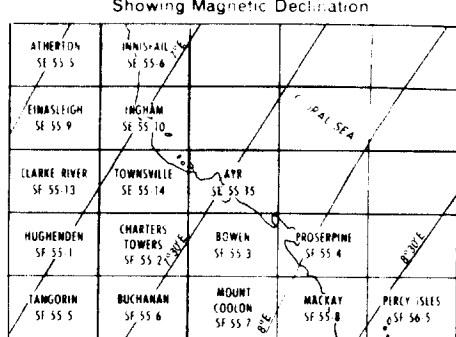 Showing Magnetic Declination
ATHERTON
SE 55-5
INNISFAIL
SE 55-6
7°E
EINASLEIGH
SE 55-9
INGHAM
SE 55-10
CORAL SEA
CLARKE RIVER
SF 55-13
TOWNSVILLE
SF 55-14
AYR
SE 55-15
HUGHENDEN
SF 55-1
CHARTERS
TOWERS
SF 55-2
7°30'E
BOWEN
SF 55-3
PROSERPINE
SF 55-4
8°30'E
TANGORIN
SF 55-5
BUCHANAN
SF 55-6
MOUNT
COOLON
SF 55-7
8°E
MACKAY
SF 55-8
PERCY ISLES
SF 56-5